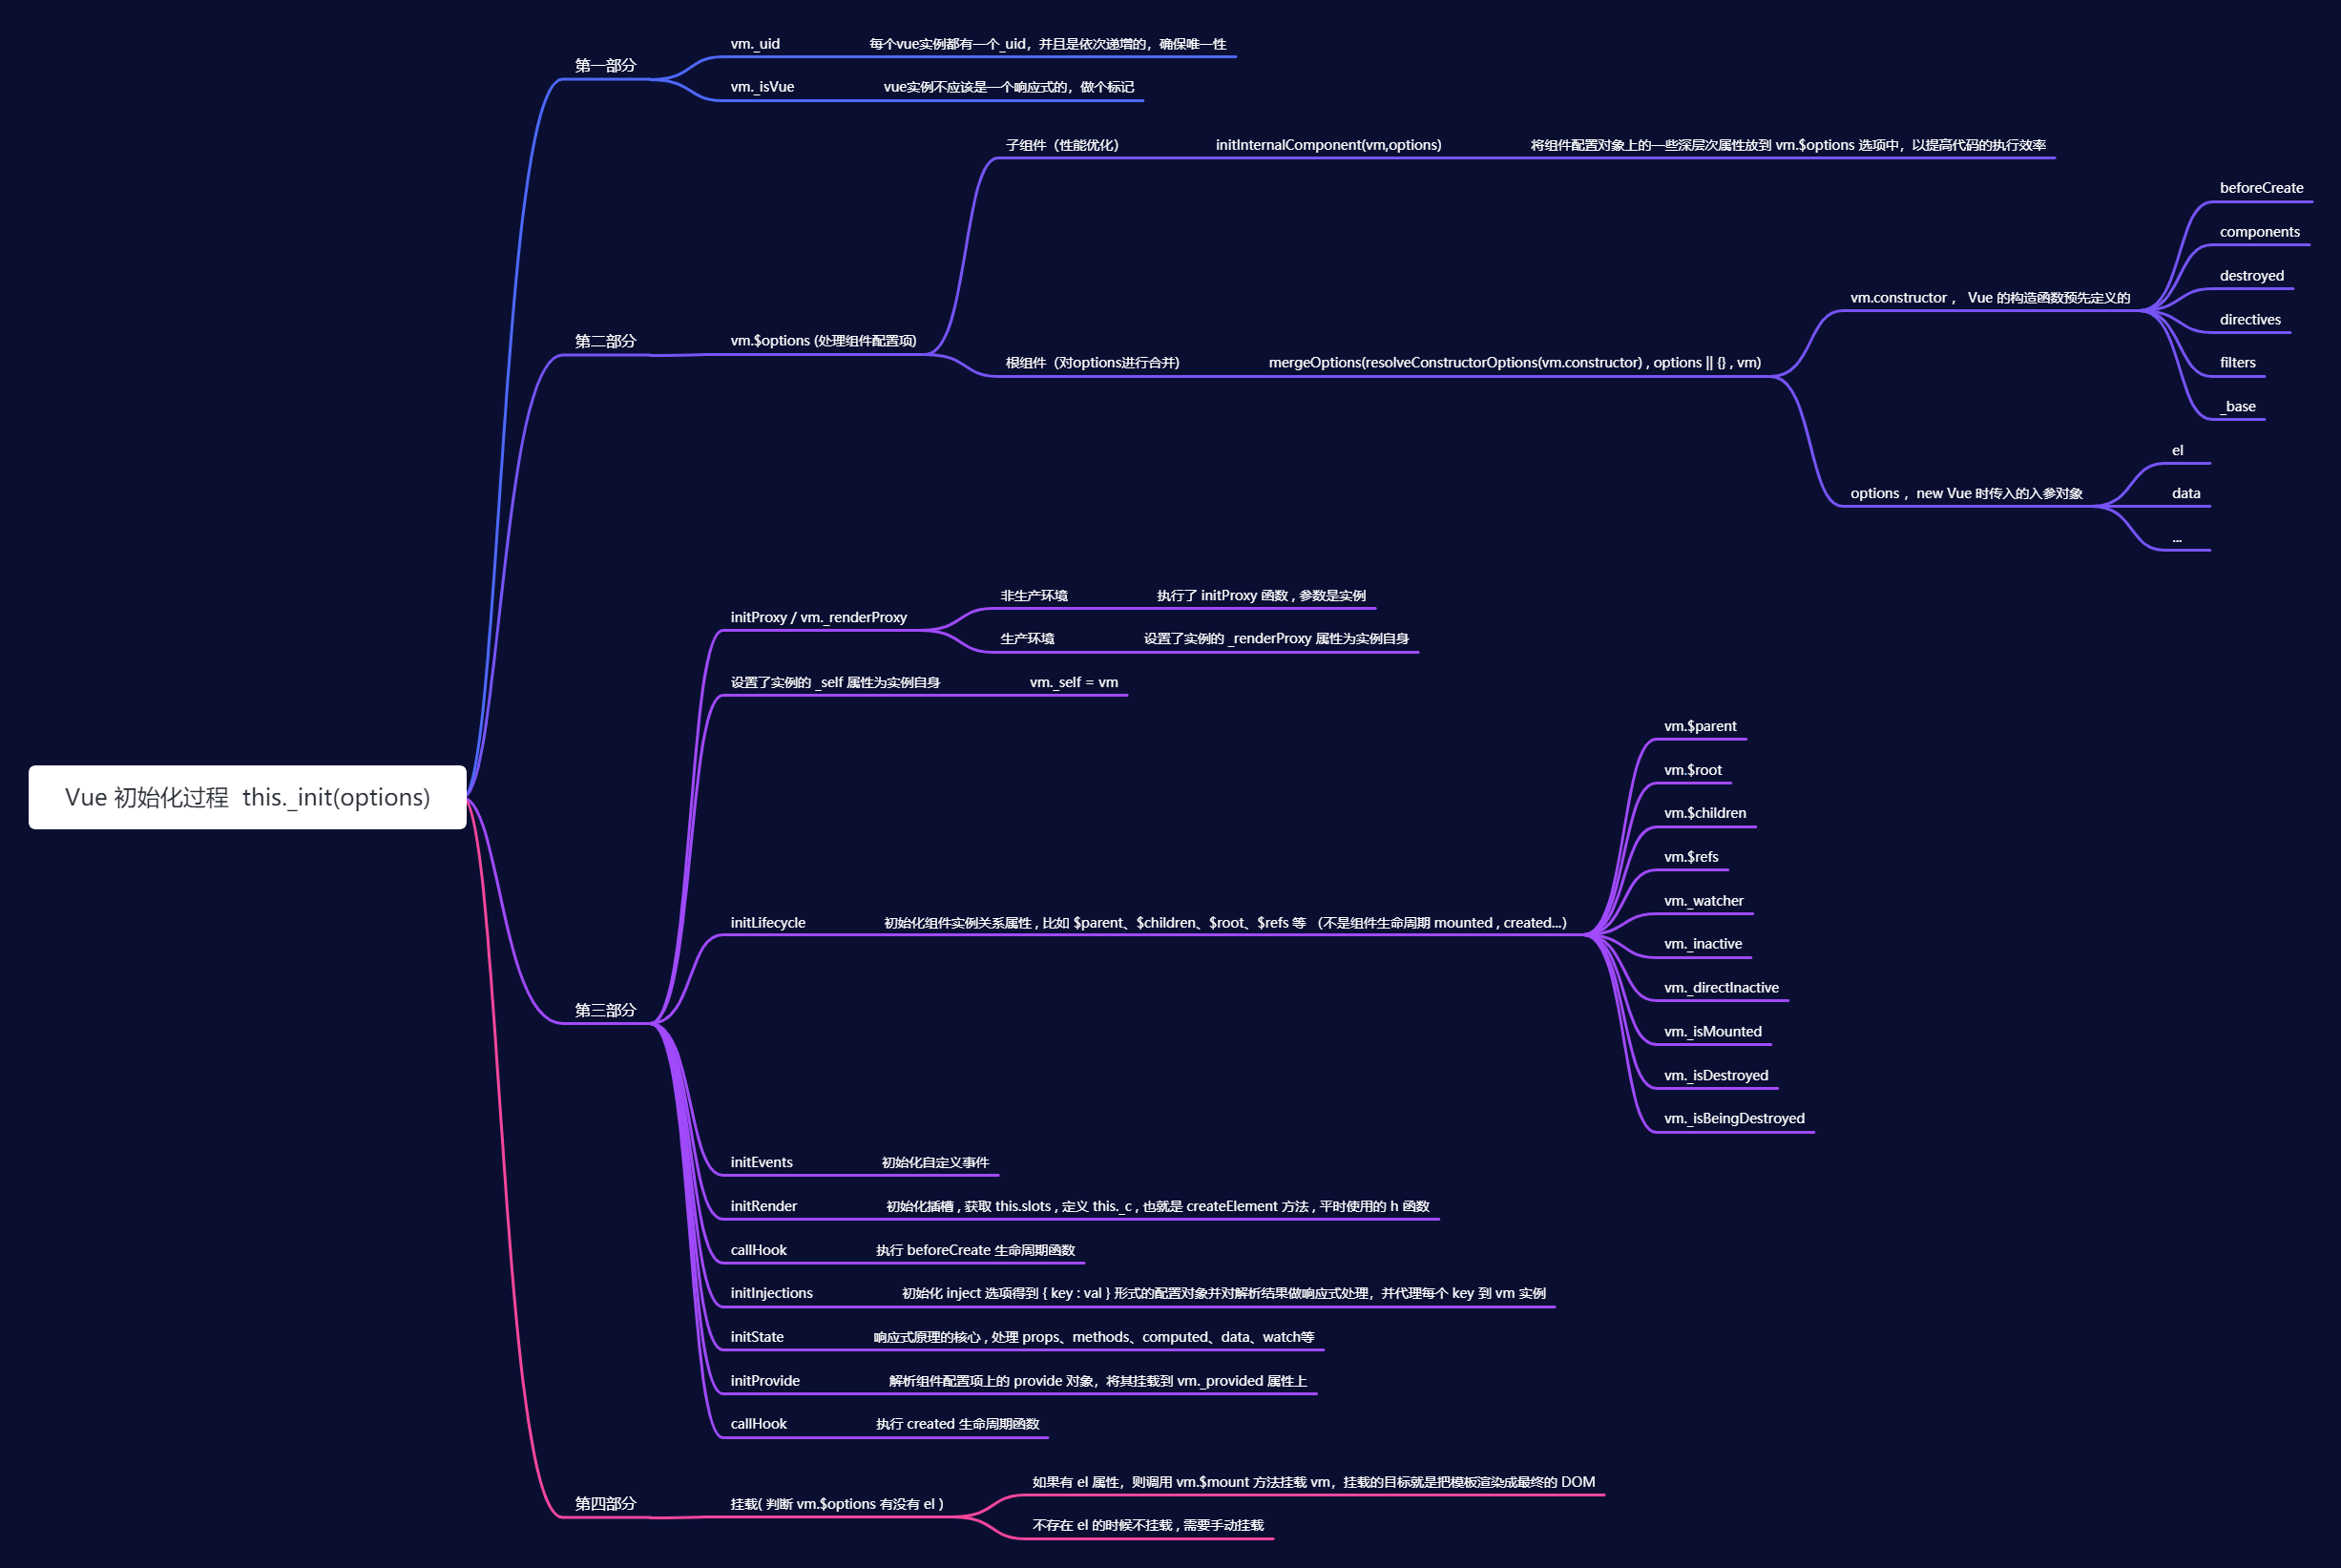 Vue 初始化过程  this._init(options)
第一部分
vm._uid
每个vue实例都有一个_uid，并且是依次递增的，确保唯一性
vm._isVue
vue实例不应该是一个响应式的，做个标记
第二部分
vm.$options (处理组件配置项)
子组件（性能优化）
initInternalComponent(vm,options)
将组件配置对象上的一些深层次属性放到 vm.$options 选项中，以提高代码的执行效率
根组件（对options进行合并)
mergeOptions(resolveConstructorOptions(vm.constructor) , options || {} , vm)
vm.constructor ， Vue 的构造函数预先定义的
beforeCreate
components
destroyed
directives
filters
_base
options ，new Vue 时传入的入参对象
el
data
...
第三部分
initProxy / vm._renderProxy
非生产环境
执行了 initProxy 函数 , 参数是实例
生产环境
设置了实例的 _renderProxy 属性为实例自身
设置了实例的 _self 属性为实例自身
vm._self = vm
initLifecycle
初始化组件实例关系属性 , 比如 $parent、$children、$root、$refs 等 （不是组件生命周期 mounted , created...）
vm.$parent
vm.$root
vm.$children
vm.$refs
vm._watcher
vm._inactive
vm._directInactive
vm._isMounted
vm._isDestroyed
vm._isBeingDestroyed
initEvents
初始化自定义事件
initRender
初始化插槽 , 获取 this.slots , 定义 this._c , 也就是 createElement 方法 , 平时使用的 h 函数
callHook
执行 beforeCreate 生命周期函数
initInjections
初始化 inject 选项得到 { key : val } 形式的配置对象并对解析结果做响应式处理，并代理每个 key 到 vm 实例
initState
响应式原理的核心 , 处理 props、methods、computed、data、watch等
initProvide
解析组件配置项上的 provide 对象，将其挂载到 vm._provided 属性上
callHook
执行 created 生命周期函数
第四部分
挂载( 判断 vm.$options 有没有 el )
如果有 el 属性，则调用 vm.$mount 方法挂载 vm，挂载的目标就是把模板渲染成最终的 DOM
不存在 el 的时候不挂载 , 需要手动挂载